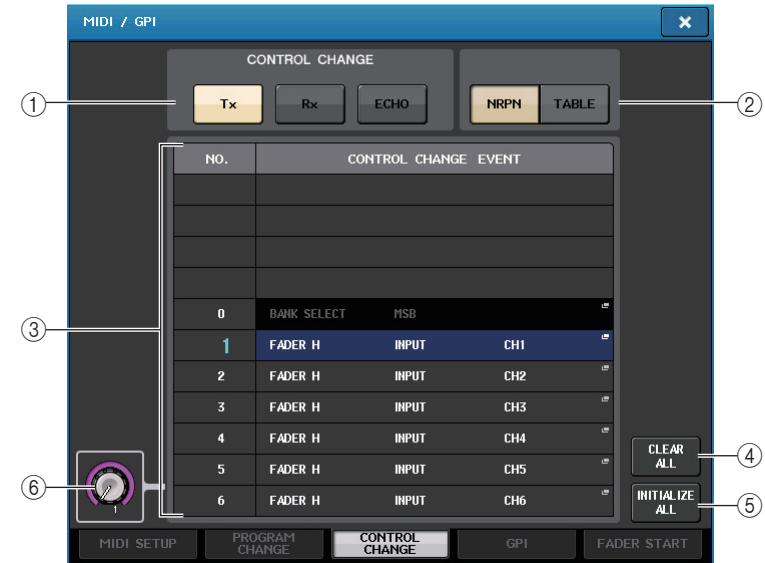 MIDI / GPI
×
CONTROL CHANGE
1
Tx
Rx
ECHO
NRPN
TABLE
2
NO.
CONTROL CHANGE EVENT
0 BANK SELECT MSB
3
1 FADER H INPUT CH1
2 FADER H INPUT CH2
3 FADER H INPUT CH3
4 FADER H INPUT CH4
5 FADER H INPUT CH5
6 FADER H INPUT CH6
CLEAR
ALL
4
INITIALIZE
ALL
5
6
1
MIDI SETUP
PROGRAM
CHANGE
CONTROL
CHANGE
GPI
FADER START